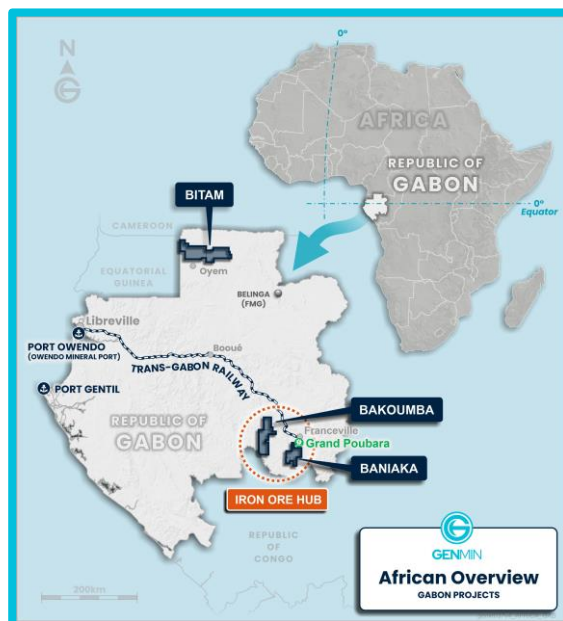 N
0°
AFRICA
REPUBLIC OF
GABON
0°
Equator
BITAM
CAMEROON
EQUATORIAL
GUINEA
Oyem
BELINGA
(FMG)
Libreville
PORT OWENDO
(OWENDO MINERAL PORT)
Booué
TRANS-GABON RAILWAY
PORT GENTIL
REPUBLIC OF
GABON
BAKOUMBA
Franceville
Grand Poubara
BANIAKA
IRON ORE HUB
REPUBLIC
OF
CONGO
200km
GENMIN
African Overview
GABON PROJECTS